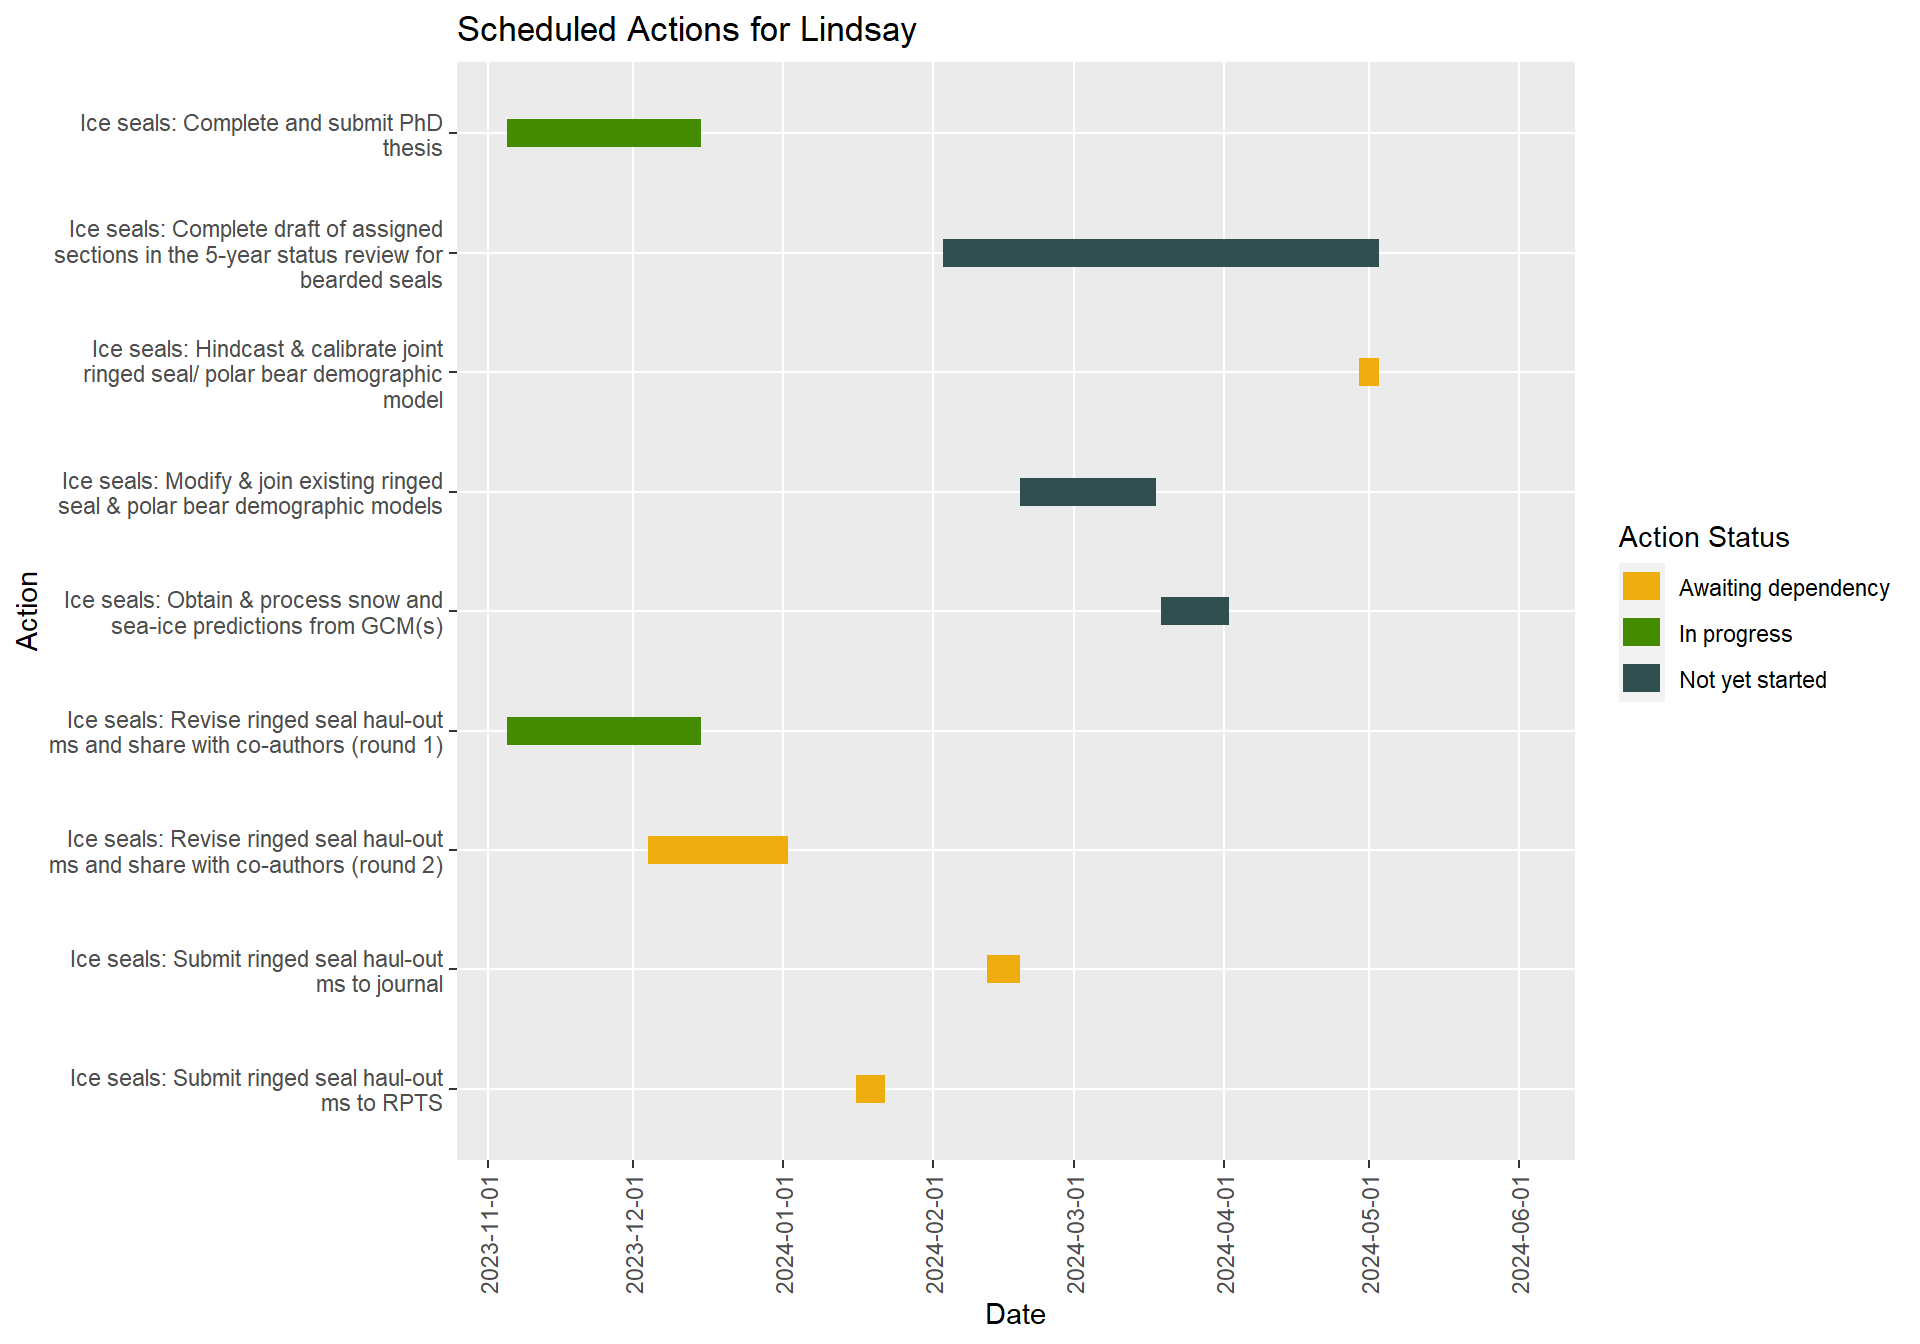 Scheduled Actions for Lindsay
Ice seals: Complete and submit PhD
thesis
Ice seals: Complete draft of assigned
sections in the 5-year status review for
bearded seals
Ice seals: Hindcast & calibrate joint
ringed seal/ polar bear demographic
model
Ice seals: Modify & join existing ringed
seal & polar bear demographic models
Ice seals: Obtain & process snow and
sea-ice predictions from GCM(s)
Ice seals: Revise ringed seal haul-out
ms and share with co-authors (round 1)
Ice seals: Revise ringed seal haul-out
ms and share with co-authors (round 2)
Ice seals: Submit ringed seal haul-out
ms to journal
Ice seals: Submit ringed seal haul-out
ms to RPTS
Action
2023-11-01
2023-12-01
2024-01-01
2024-02-01
2024-03-01
2024-04-01
2024-05-01
2024-06-01
Date
Action Status
Awaiting dependency
In progress
Not yet started